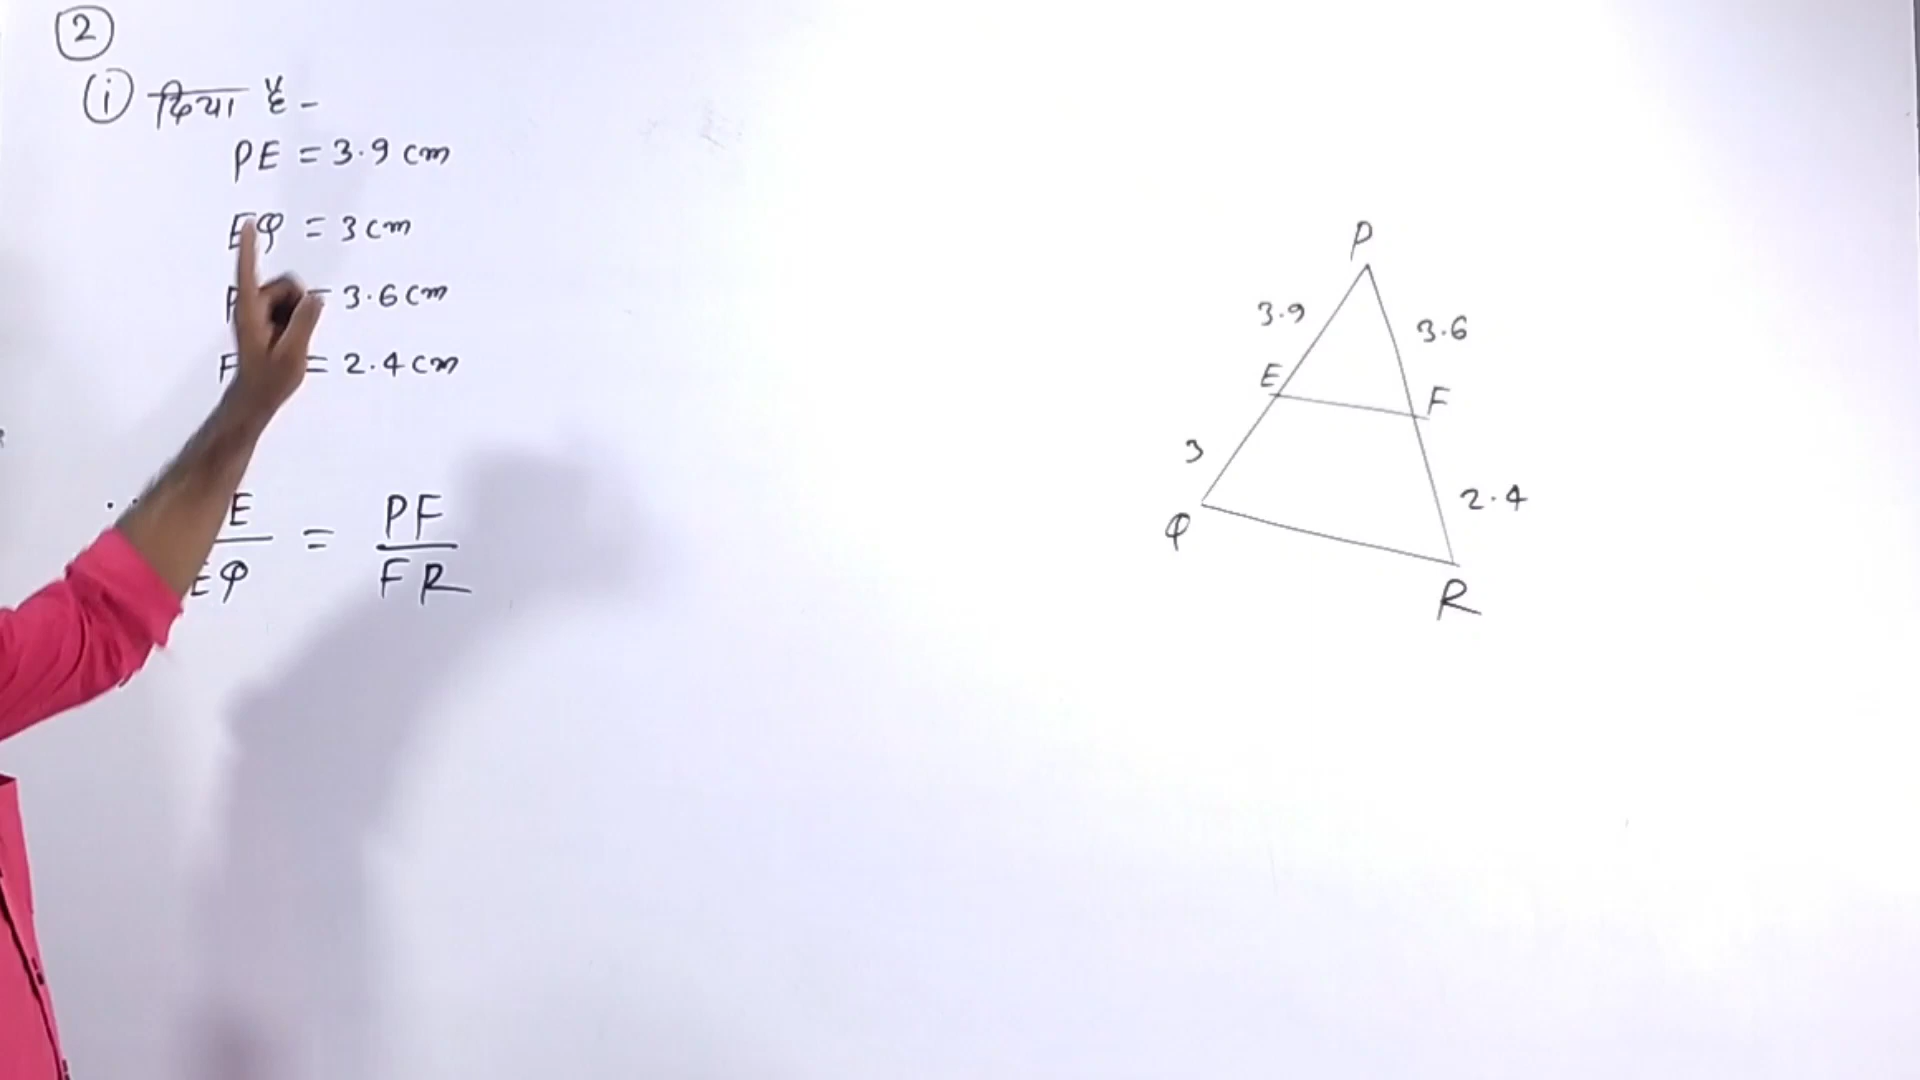 2
(i) दिया है -
PE = 3.9 cm
EQ = 3 cm
= 3.6 cm
= 2.4 cm
E = PF
EQ FR
P
3.9
3.6
E
F
3
2.4
Q
R